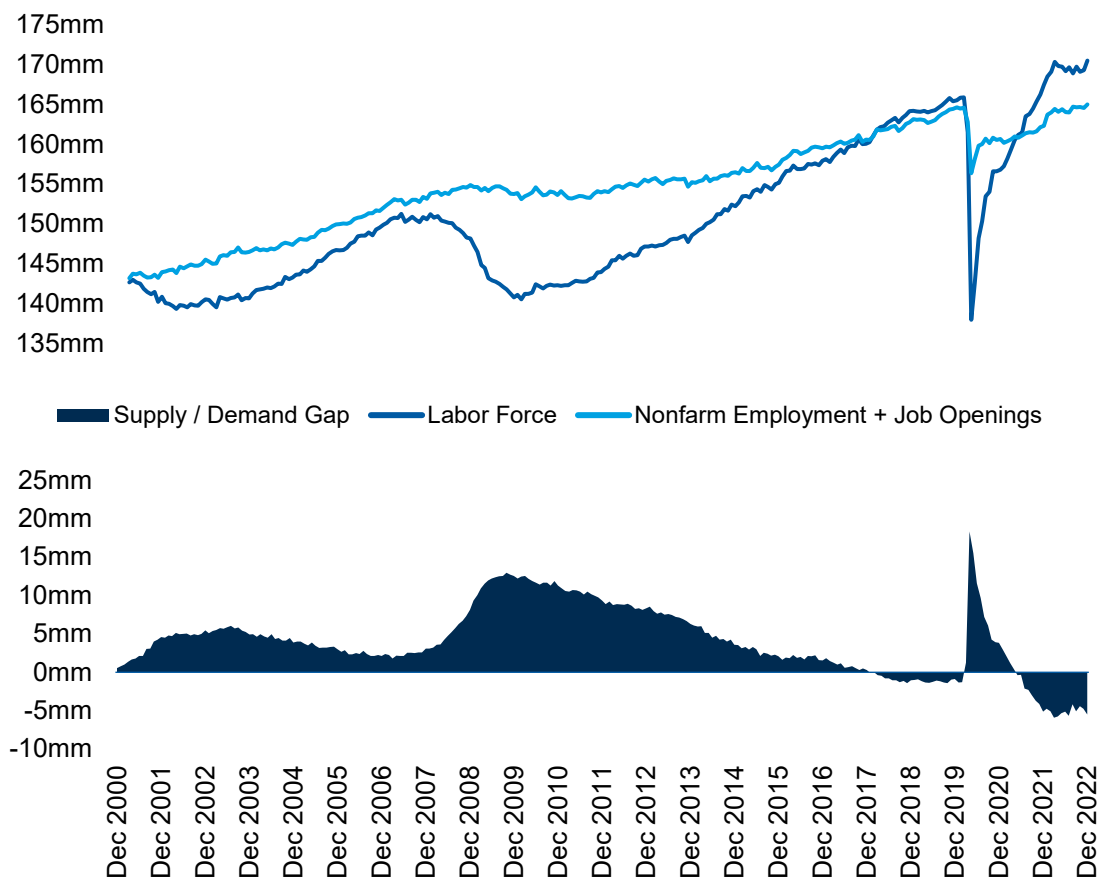 175mm
170mm
165mm
160mm
155mm
150mm
145mm
140mm
135mm
Supply / Demand Gap Labor Force Nonfarm Employment + Job Openings
25mm
20mm
15mm
10mm
5mm
0mm
-5mm
-10mm
Dec 2000
Dec 2001
Dec 2002
Dec 2003
Dec 2004
Dec 2005
Dec 2006
Dec 2007
Dec 2008
Dec 2009
Dec 2010
Dec 2011
Dec 2012
Dec 2013
Dec 2014
Dec 2015
Dec 2016
Dec 2017
Dec 2018
Dec 2019
Dec 2020
Dec 2021
Dec 2022